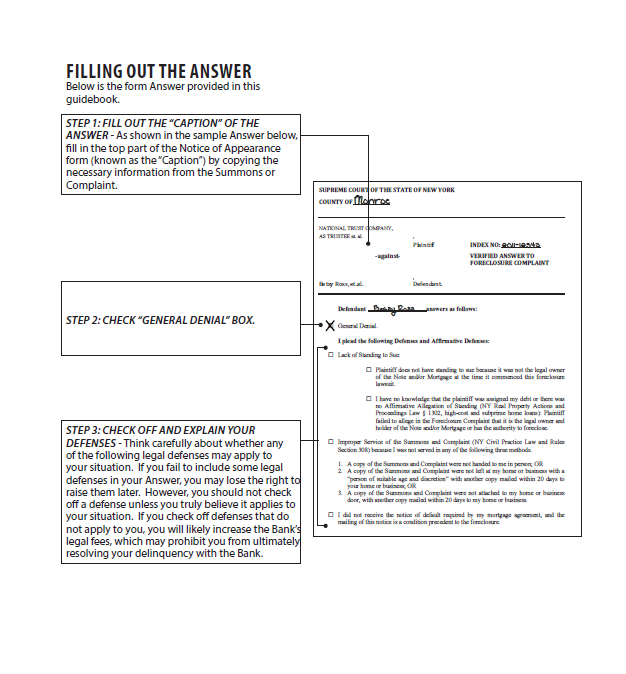 FILLING OUT THE ANSWER
Below is the form Answer provided in this
guidebook.
STEP 1: FILL OUT THE “CAPTION” OF THE
ANSWER - As shown in the sample Answer below,
fill in the top part of the Notice of Appearance
form (known as the “Caption”) by copying the
necessary information from the Summons or
Complaint.
STEP 2: CHECK “GENERAL DENIAL” BOX.
STEP 3: CHECK OFF AND EXPLAIN YOUR
DEFENSES - Think carefully about whether any
of the following legal defenses may apply to
your situation. If you fail to include some legal
defenses in your Answer, you may lose the right to
raise them later. However, you should not check
off a defense unless you truly believe it applies to
your situation. If you check off defenses that do
not apply to you, you will likely increase the Bank’s
legal fees, which may prohibit you from ultimately
resolving your delinquency with the Bank.
SUPREME COURT OF THE STATE OF NEW YORK
COUNTY OF Monroe
NATIONAL TRUST COMPANY,
AS TRUSTEE et. al.
,
Plaintiff INDEX NO:
-against- VERIFIED ANSWER TO
FORECLOSURE COMPLAINT
,
Betsy Ross, et.al. Defendant.
Defendant Betsy Ross answers as follows:
X General Denial.
I plead the following Defenses and Affirmative Defenses:
☐ Lack of Standing to Sue:
☐ Plaintiff does not have standing to sue because it was not the legal owner
of the Note and/or Mortgage at the time it commenced this foreclosure
lawsuit.
☐ I have no knowledge that the plaintiff was assigned my debt or there was
no Affirmative Allegation of Standing (NY Real Property Actions and
Proceedings Law § 1302, high-cost and subprime home loans): Plaintiff
failed to allege in the Foreclosure Complaint that it is the legal owner and
holder of the Note and/or Mortgage or has the authority to foreclose.
☐ Improper Service of the Summons and Complaint (NY Civil Practice Law and Rules
Section 308) because I was not served in any of the following three methods.
1. A copy of the Summons and Complaint were not handed to me in person; OR
2. A copy of the Summons and Complaint were not left at my home or business with a
“person of suitable age and discretion” with another copy mailed within 20 days to
your home or business; OR
3. A copy of the Summons and Complaint were not attached to my home or business
door, with another copy mailed within 20 days to my home or business.
☐ I did not receive the notice of default required by my mortgage agreement, and the
mailing of this notice is a condition precedent to the foreclosure.